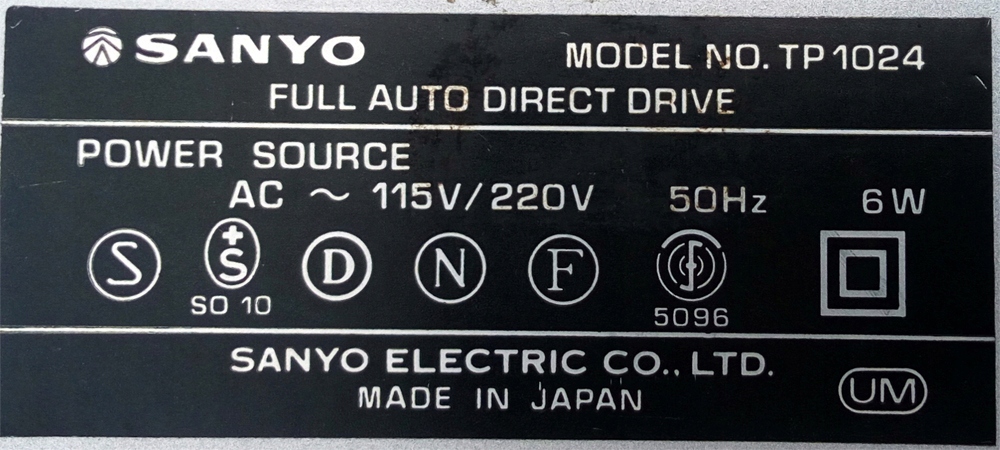 SANYO MODEL NO. TP 1024
FULL AUTO DIRECT DRIVE
POWER SOURCE
AC ~ 115V/220V 50Hz 6W
S +S D N F
SO 10 5096
SANYO ELECTRIC CO., LTD.
MADE IN JAPAN
UM